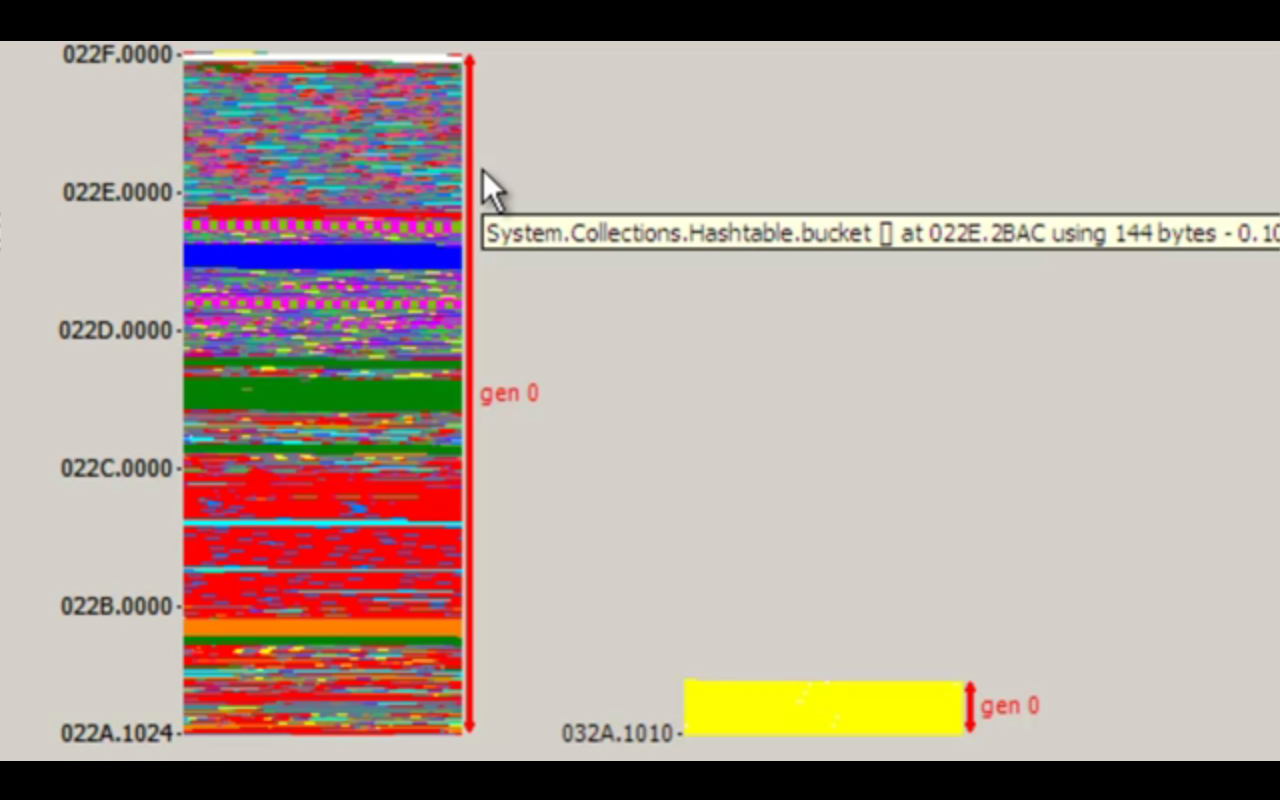 022F.0000
022E.0000
System.Collections.Hashtable.bucket [] at 022E.2BAC using 144 bytes - 0.10
022D.0000
gen 0
022C.0000
022B.0000
gen 0
022A.1024
032A.1010